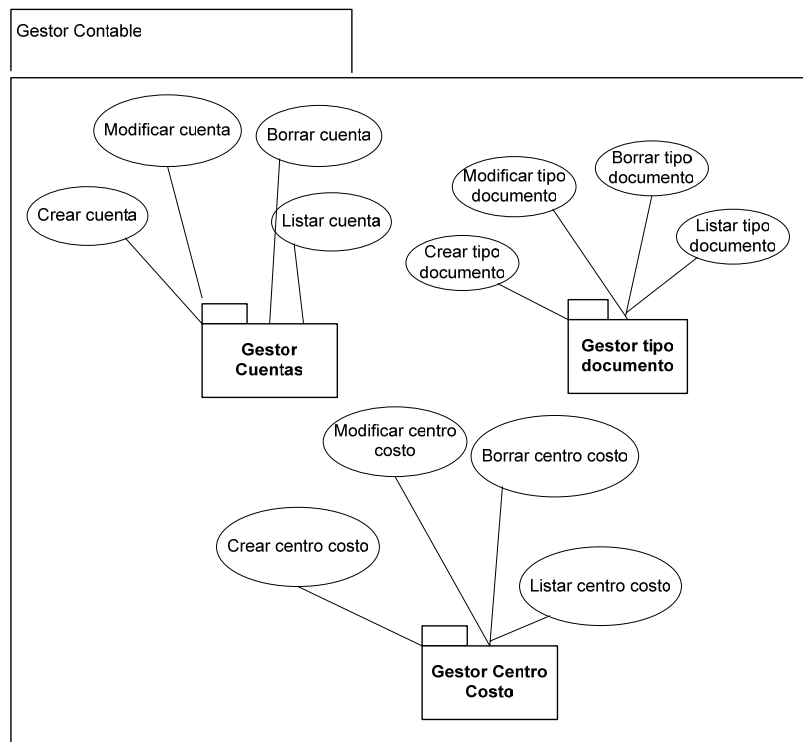 Gestor Contable
Modificar cuenta
Borrar cuenta
Crear cuenta
Listar cuenta
Gestor
Cuentas
Modificar tipo
documento
Borrar tipo
documento
Crear tipo
documento
Listar tipo
documento
Gestor tipo
documento
Modificar centro
costo
Borrar centro costo
Crear centro costo
Listar centro costo
Gestor Centro
Costo